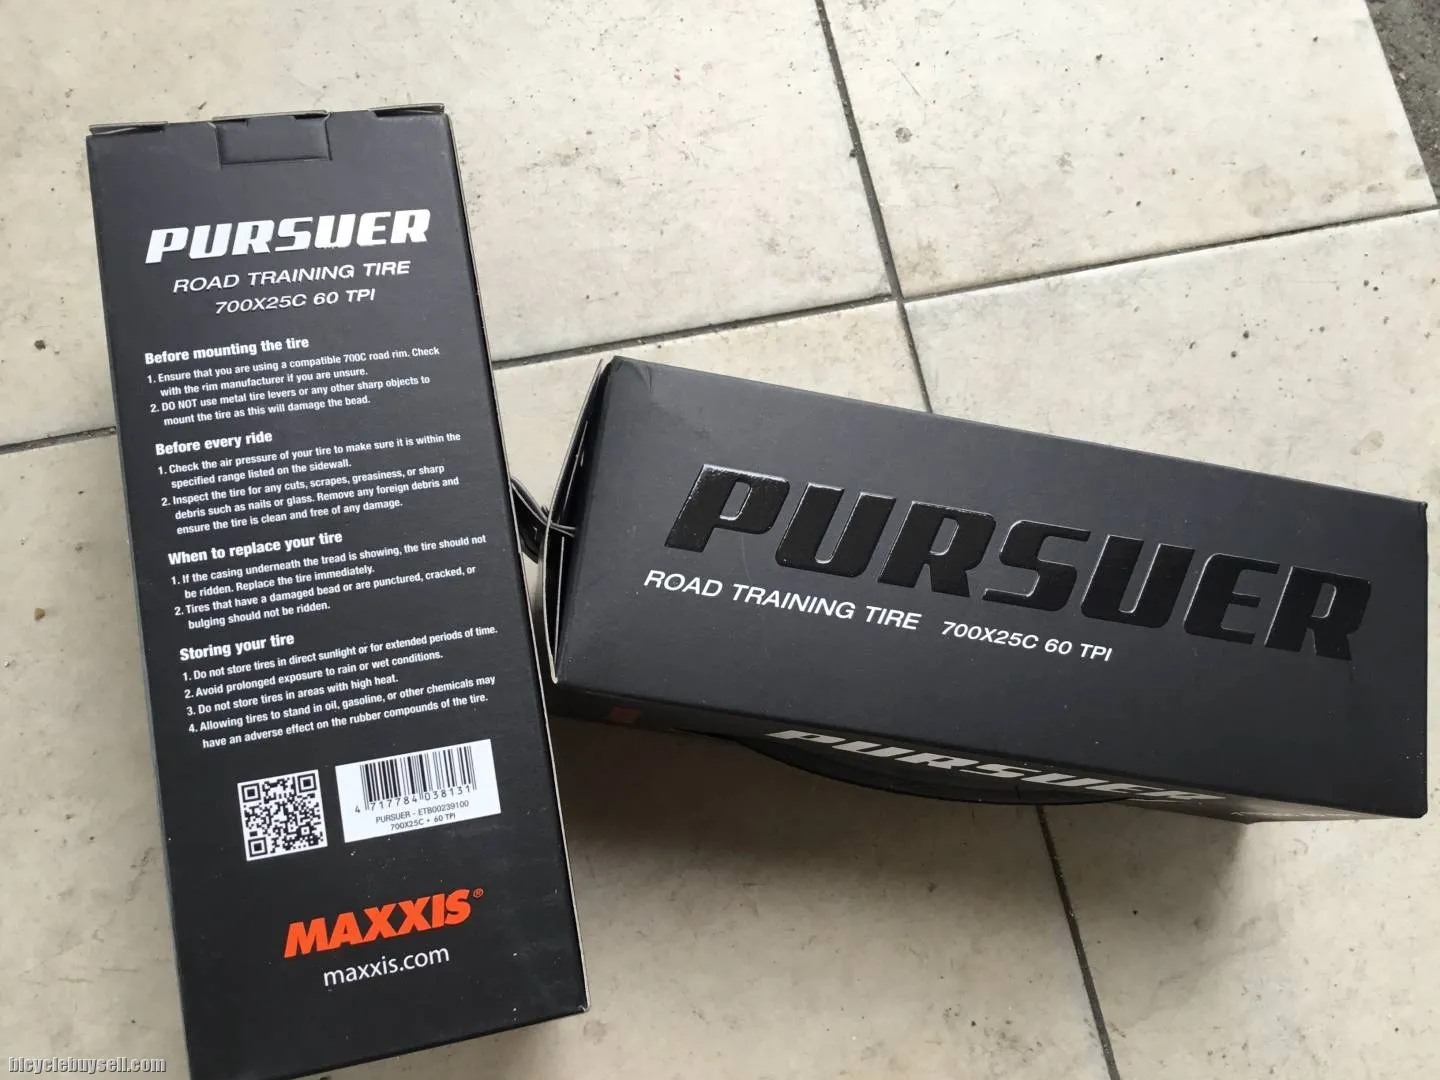 PURSUER
ROAD TRAINING TIRE
700X25C 60 TPI
Before mounting the tire
1. Ensure that you are using a compatible 700C road rim. Check
with the rim manufacturer if you are unsure.
2. DO NOT use metal tire levers or any other sharp objects to
mount the tire as this will damage the bead.
Before every ride
1. Check the air pressure of your tire to make sure it is within the
specified range listed on the sidewall.
2. Inspect the tire for any cuts, scrapes, greasiness, or sharp
debris such as nails or glass. Remove any foreign debris and
ensure the tire is clean and free of any damage.
When to replace your tire
1. If the casing underneath the tread is showing, the tire should not
be ridden. Replace the tire immediately.
2. Tires that have a damaged bead or are punctured, cracked, or
bulging should not be ridden.
Storing your tire
1. Do not store tires in direct sunlight or for extended periods of time.
2. Avoid prolonged exposure to rain or wet conditions.
3. Do not store tires in areas with high heat.
4. Allowing tires to stand in oil, gasoline, or other chemicals may
have an adverse effect on the rubber compounds of the tire.
4 717784 038131
PURSUER - ETB00239100
700X25C • 60 TPI
MAXXIS®
maxxis.com
PURSUER
ROAD TRAINING TIRE 700X25C 60 TPI
PURSUER
bicyclebuysell.com